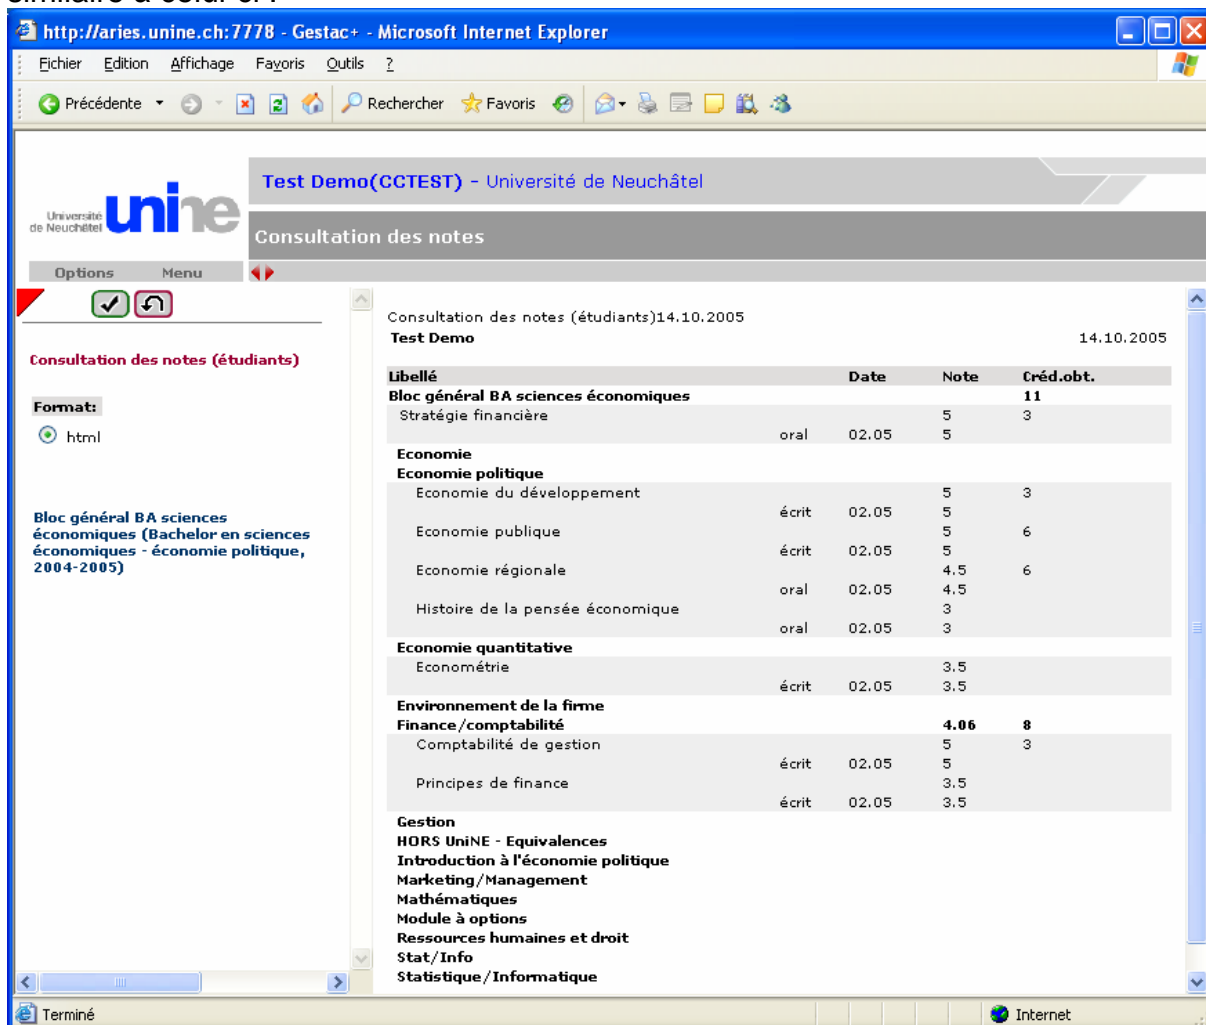 http://aries.unine.ch:7778 - Gestac+ - Microsoft Internet Explorer
Fichier Edition Affichage Favoris Outils ?
Précédente Rechercher Favoris
Test Demo(CCTEST) - Université de Neuchâtel
Université de Neuchâtel unine
Consultation des notes
Options Menu
Consultation des notes (étudiants)
Format:
html
Bloc général BA sciences
économiques (Bachelor en sciences
économiques - économie politique,
2004-2005)
Consultation des notes (étudiants)14.10.2005
Test Demo 14.10.2005
Libellé Date Note Créd.obt.
Bloc général BA sciences économiques 11
Stratégie financière 5 3
oral 02.05 5
Economie
Economie politique
Economie du développement 5 3
écrit 02.05 5
Economie publique 5 6
écrit 02.05 5
Economie régionale 4.5 6
oral 02.05 4.5
Histoire de la pensée économique 3
oral 02.05 3
Economie quantitative
Econométrie 3.5
écrit 02.05 3.5
Environnement de la firme
Finance/comptabilité 4.06 8
Comptabilité de gestion 5 3
écrit 02.05 5
Principes de finance 3.5
écrit 02.05 3.5
Gestion
HORS UniNE - Equivalences
Introduction à l'économie politique
Marketing/Management
Mathématiques
Module à options
Ressources humaines et droit
Stat/Info
Statistique/Informatique
Terminé Internet